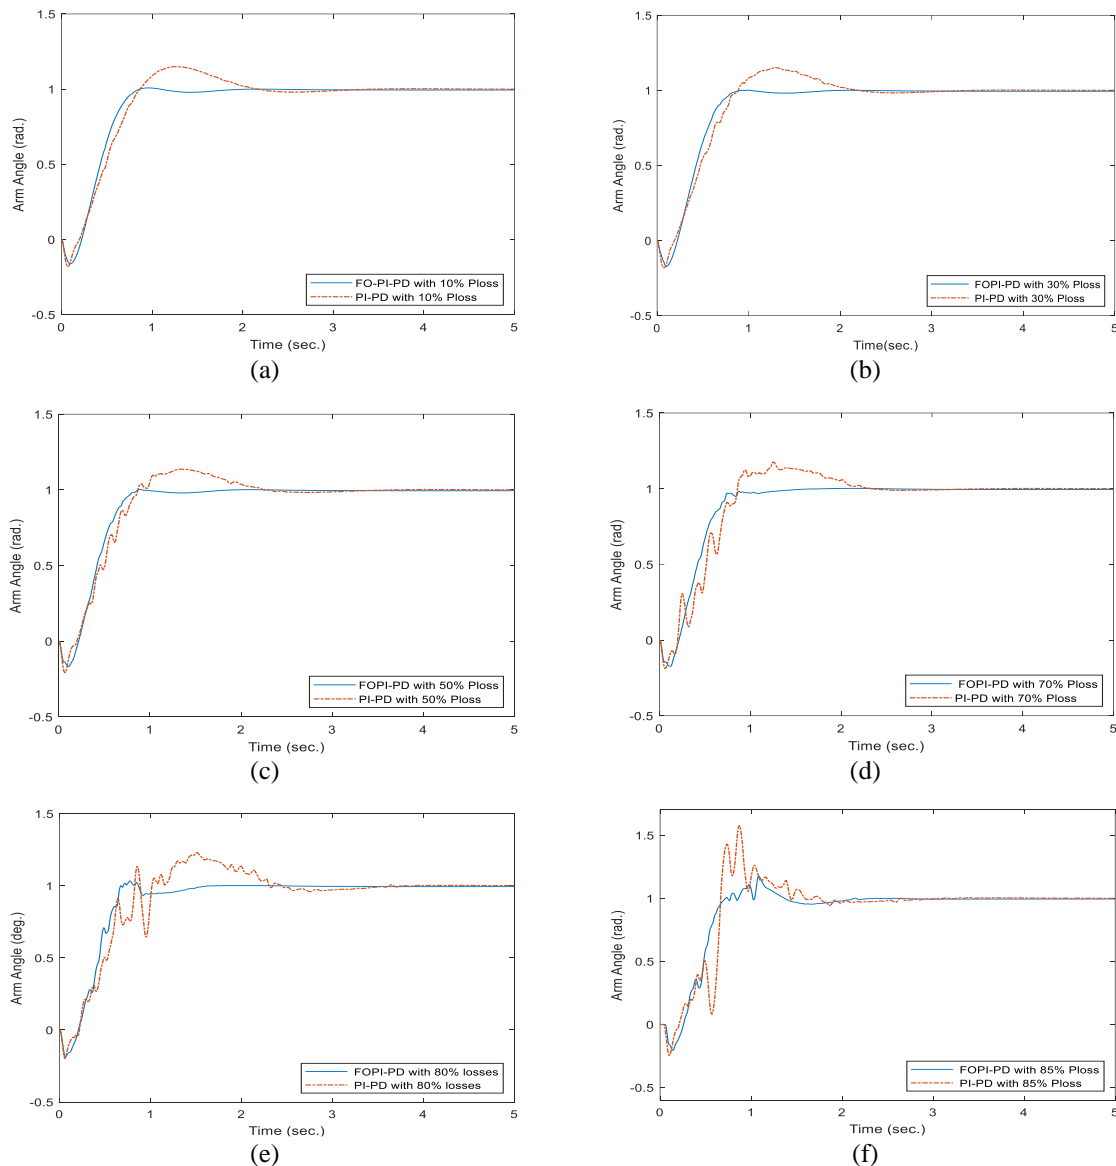 1.5
1
0.5
0
-0.5
Arm Angle (rad.)
FO-PI-PD with 10% Ploss
PI-PD with 10% Ploss
0 1 2 3 4 5
Time (sec.)
(a)
1.5
1
0.5
0
-0.5
Arm Angle (rad.)
FOPI-PD with 30% Ploss
PI-PD with 30% Ploss
0 1 2 3 4 5
Time(sec.)
(b)
1.5
1
0.5
0
-0.5
Arm Angle (rad.)
FOPI-PD with 50% Ploss
PI-PD with 50% Ploss
0 1 2 3 4 5
Time (sec.)
(c)
1.5
1
0.5
0
-0.5
Arm Angle (rad)
FOPI-PD with 70% Ploss
PI-PD with 70% Ploss
0 1 2 3 4 5
Time (sec.)
(d)
1.5
1
0.5
0
-0.5
Arm Angle (deg.)
FOPI-PD with 80% losses
PI-PD with 80% losses
0 1 2 3 4 5
Time (sec.)
(e)
1.5
1
0.5
0
-0.5
Arm Angle (rad.)
FOPI-PD with 85% Ploss
PI-PD with 85% Ploss
0 1 2 3 4 5
Time (sec.)
(f)